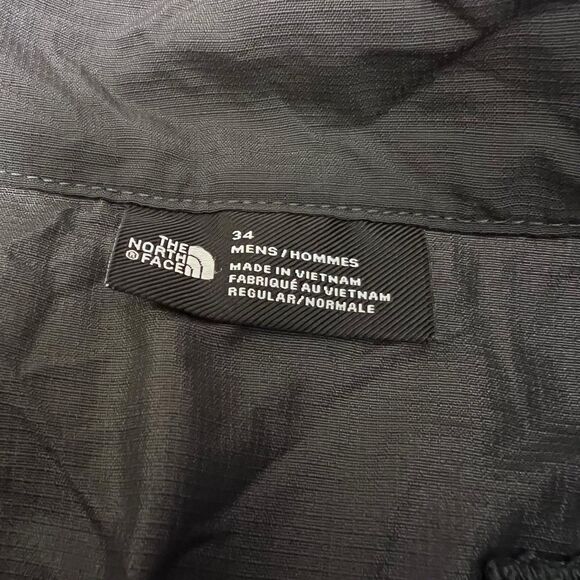 THE
NORTH
® FACE
34
MENS / HOMMES
MADE IN VIETNAM
FABRIQUÉ AU VIETNAM
REGULAR/NORMALE